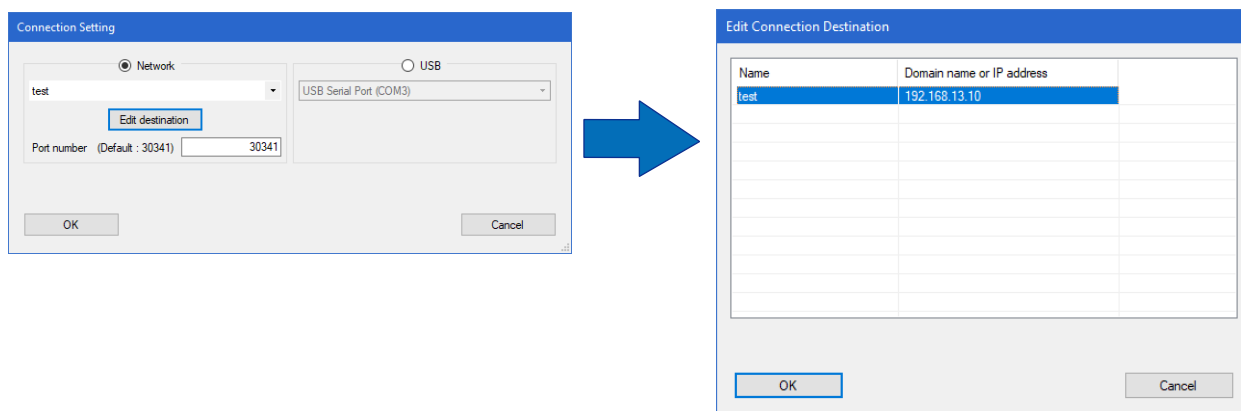 Connection Setting
Network
test
Edit destination
Port number (Default : 30341) 30341
USB
USB Serial Port (COM3)
OK Cancel
Edit Connection Destination
Name Domain name or IP address
test 192.168.13.10
OK Cancel